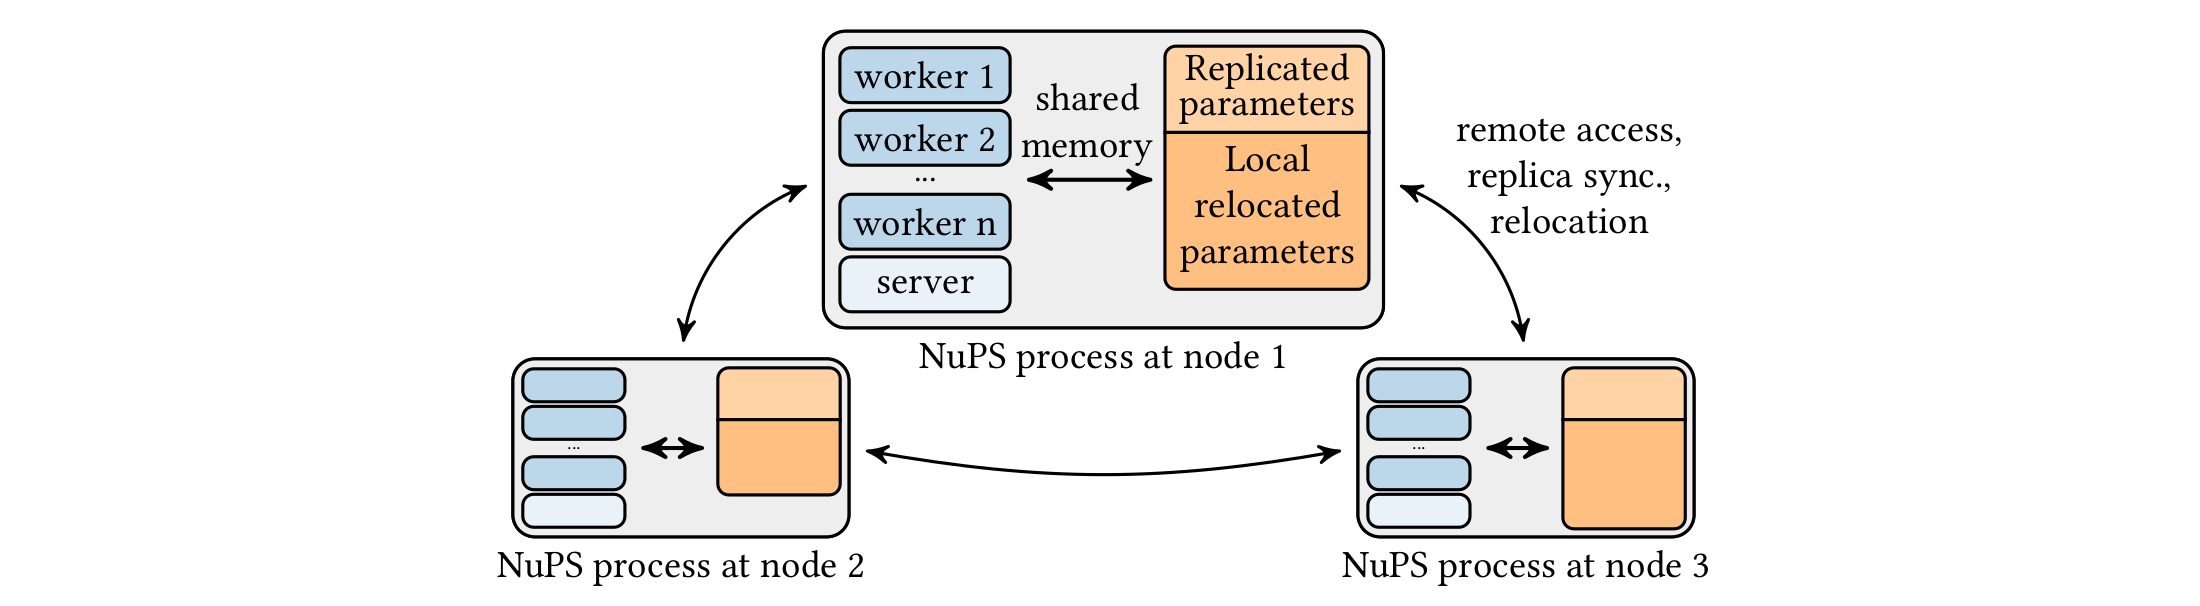 worker 1
worker 2
...
worker n
server
shared
memory
Replicated
parameters
Local
relocated
parameters
remote access,
replica sync.,
relocation
NuPS process at node 1
...
NuPS process at node 2
...
NuPS process at node 3